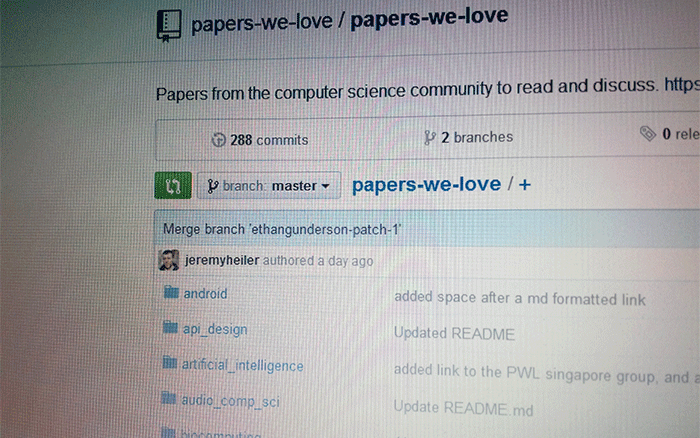 papers-we-love / papers-we-love
Papers from the computer science community to read and discuss. https
288 commits 2 branches 0 rele
branch: master papers-we-love / +
Merge branch 'ethangunderson-patch-1'
jeremyheiler authored a day ago
android added space after a md formatted link
api_design Updated README
artificial_intelligence added link to the PWL singapore group, and a
audio_comp_sci Update README.md
biocomputing